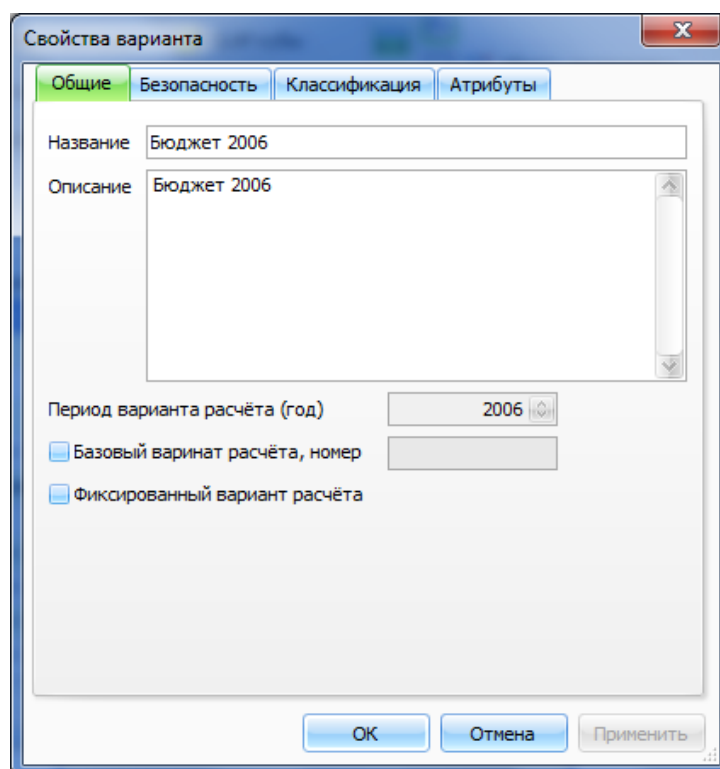 Свойства варианта
Общие Безопасность Классификация Атрибуты
Название Бюджет 2006
Описание Бюджет 2006
Период варианта расчёта (год) 2006
Базовый варинат расчёта, номер
Фиксированный вариант расчёта
ОК Отмена Применить